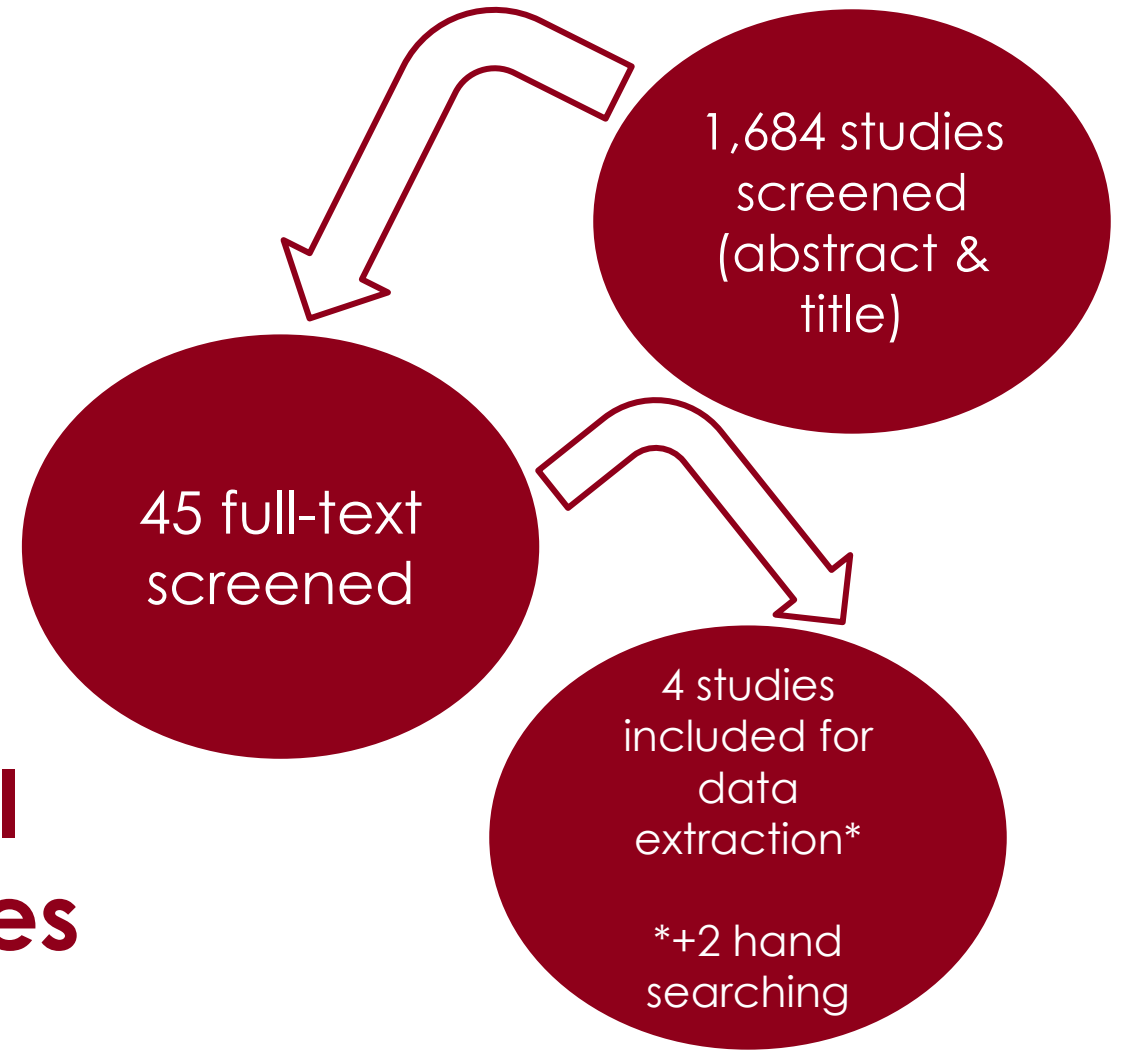 1,684 studies
screened
(abstract &
title)
45 full-text
screened
4 studies
included for
data
extraction*
*+2 hand
searching